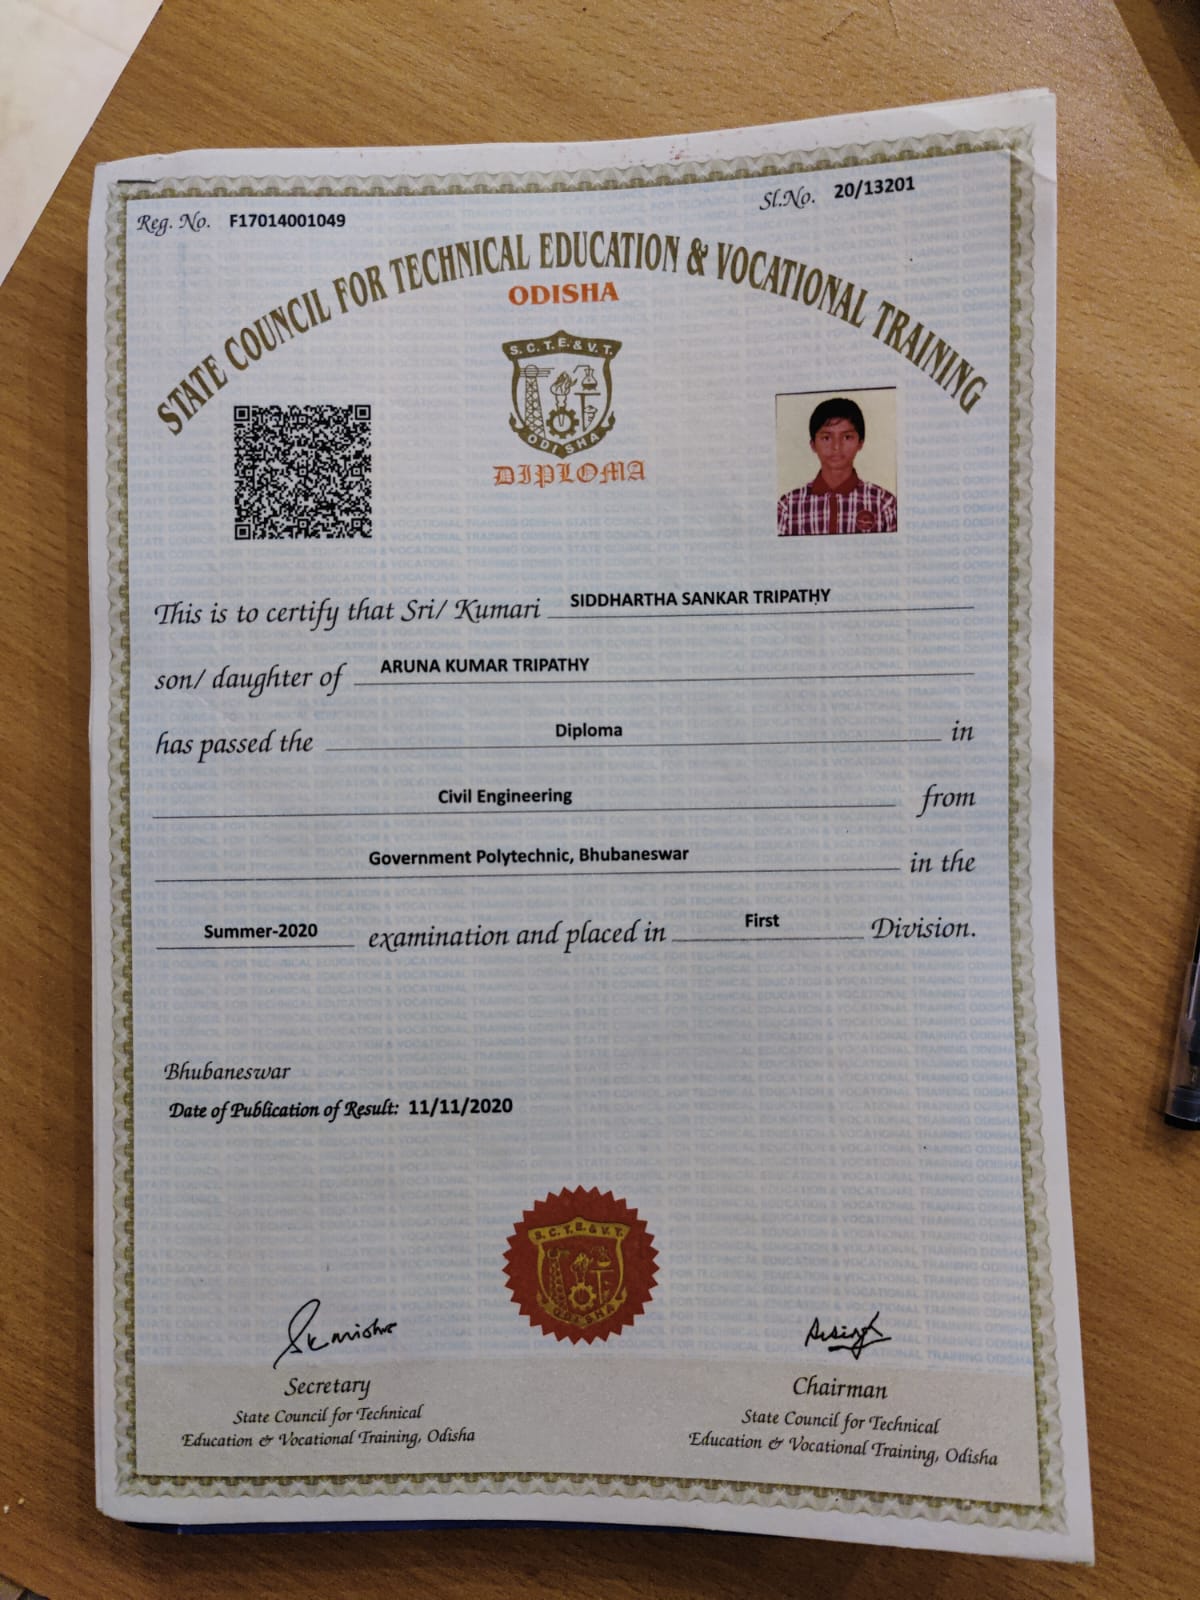 Reg. No. F17014001049
Sl.No. 20/13201
STATE COUNCIL FOR TECHNICAL EDUCATION & VOCATIONAL TRAINING
ODISHA
S.C.T.E.&V.T.
ODISHA
DIPLOMA
This is to certify that Sri/ Kumari SIDDHARTHA SANKAR TRIPATHY
son/ daughter of ARUNA KUMAR TRIPATHY
has passed the Diploma in
Civil Engineering from
Government Polytechnic, Bhubaneswar in the
Summer-2020 examination and placed in First Division.
Bhubaneswar
Date of Publication of Result: 11/11/2020
S.C.T.E.&V.T.
ODISHA
Secretary
State Council for Technical
Education & Vocational Training, Odisha
Chairman
State Council for Technical
Education & Vocational Training, Odisha